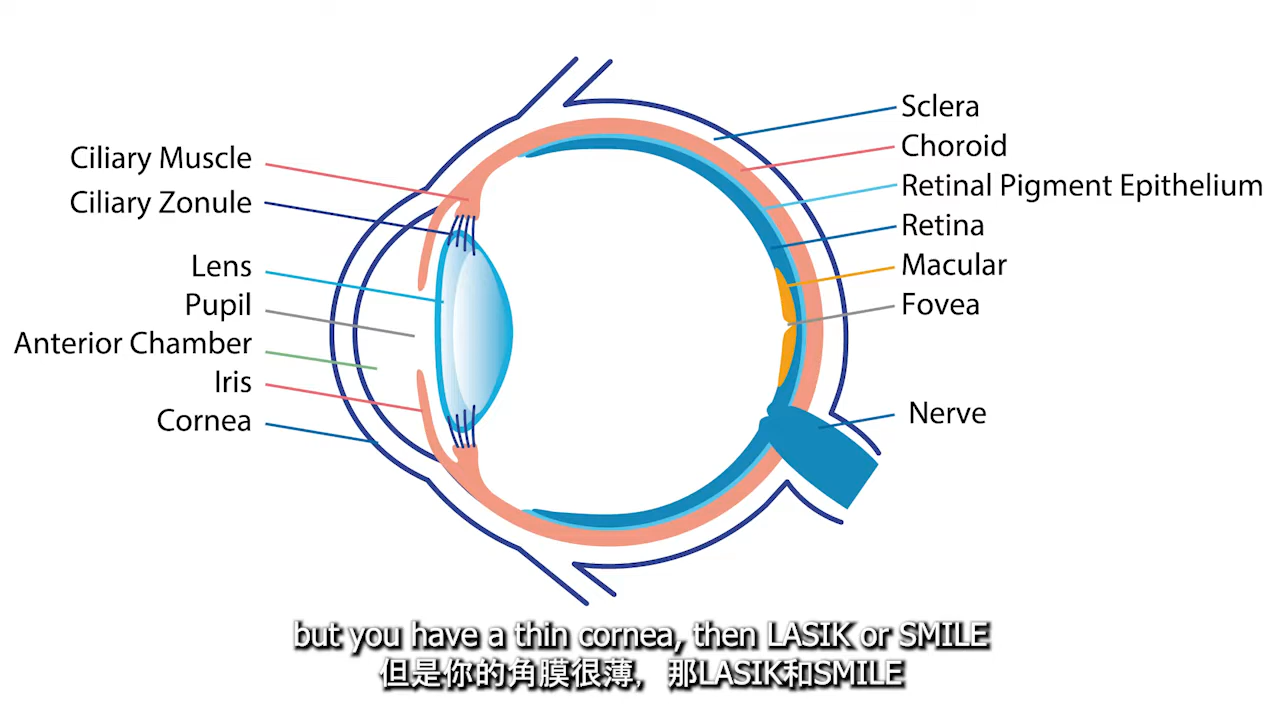 Ciliary Muscle
Ciliary Zonule
Lens
Pupil
Anterior Chamber
Iris
Cornea
Sclera
Choroid
Retinal Pigment Epithelium
Retina
Macular
Fovea
Nerve
but you have a thin cornea, then LASIK or SMILE
但是你的角膜很薄，那LASIK和SMILE